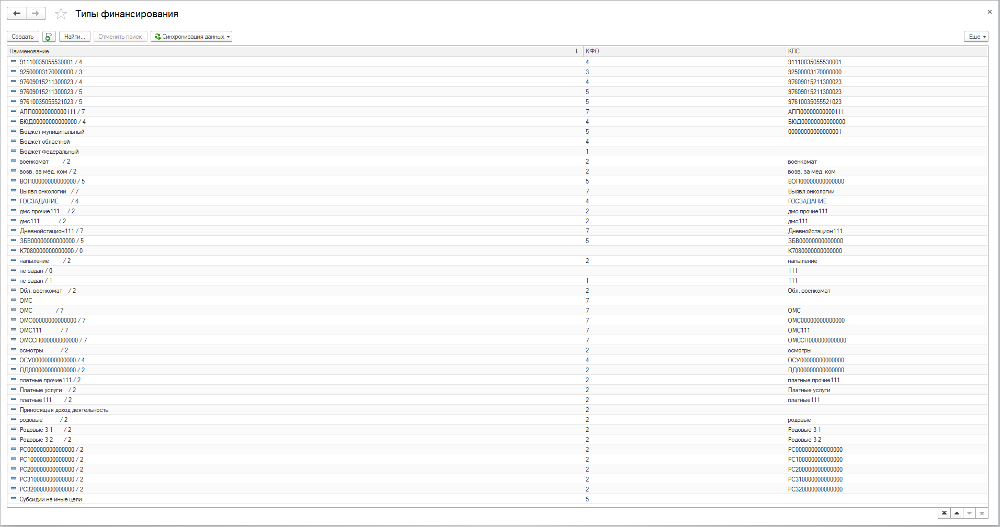 Типы финансирования
×
Создать Найти... Отменить поиск Синхронизация данных Еще
Наименование ↓ КФО КПС
91110035055530001 / 4 4 91110035055530001
92500003170000000 / 3 3 92500003170000000
97609015211300023 / 4 4 97609015211300023
97609015211300023 / 5 5 97609015211300023
97610035055521023 / 5 5 97610035055521023
АПП00000000000111 / 7 7 АПП00000000000111
БЮД00000000000000 / 4 4 БЮД00000000000000
Бюджет муниципальный 5 00000000000000001
Бюджет областной 4
Бюджет федеральный 1
военкомат / 2 2 военкомат
возв. за мед. ком / 2 2 возв. за мед. ком
ВОП00000000000000 / 5 5 ВОП00000000000000
Выявл.онкологии / 7 7 Выявл.онкологии
ГОСЗАДАНИЕ / 4 4 ГОСЗАДАНИЕ
дмс прочие111 / 2 2 дмс прочие111
дмс111 / 2 2 дмс111
Дневнойстацион111 / 7 7 Дневнойстацион111
ЗБВ00000000000000 / 5 5 ЗБВ00000000000000
К7080000000000000 / 0 К7080000000000000
напыление / 2 2 напыление
не задан / 0 111
не задан / 1 1 111
Обл. военкомат / 2 2 Обл. военкомат
ОМС 7
ОМС / 7 7 ОМС
ОМС00000000000000 / 7 7 ОМС00000000000000
ОМС111 / 7 7 ОМС111
ОМССП000000000000 / 7 7 ОМССП000000000000
осмотры / 2 2 осмотры
ОСУ00000000000000 / 4 4 ОСУ00000000000000
ПД000000000000000 / 2 2 ПД000000000000000
платные прочие111 / 2 2 платные прочие111
Платные услуги / 2 2 Платные услуги
платные111 / 2 2 платные111
Приносящая доход деятельность 2
родовые / 2 2 родовые
Родовые 3-1 / 2 2 Родовые 3-1
Родовые 3-2 / 2 2 Родовые 3-2
РС000000000000000 / 2 2 РС000000000000000
РС100000000000000 / 2 2 РС100000000000000
РС200000000000000 / 2 2 РС200000000000000
РС310000000000000 / 2 2 РС310000000000000
РС320000000000000 / 2 2 РС320000000000000
Субсидии на иные цели 5